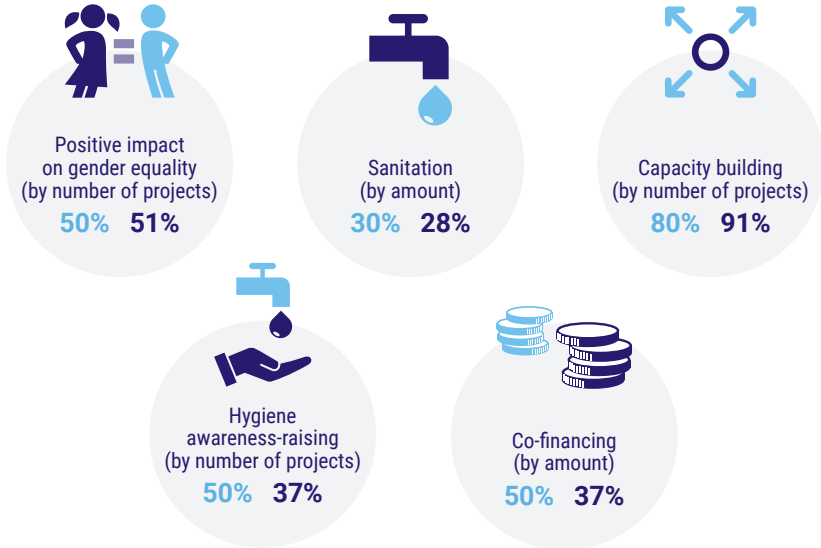 Positive impact
on gender equality
(by number of projects)
50% 51%
Sanitation
(by amount)
30% 28%
Capacity building
(by number of projects)
80% 91%
Hygiene
awareness-raising
(by number of projects)
50% 37%
Co-financing
(by amount)
50% 37%